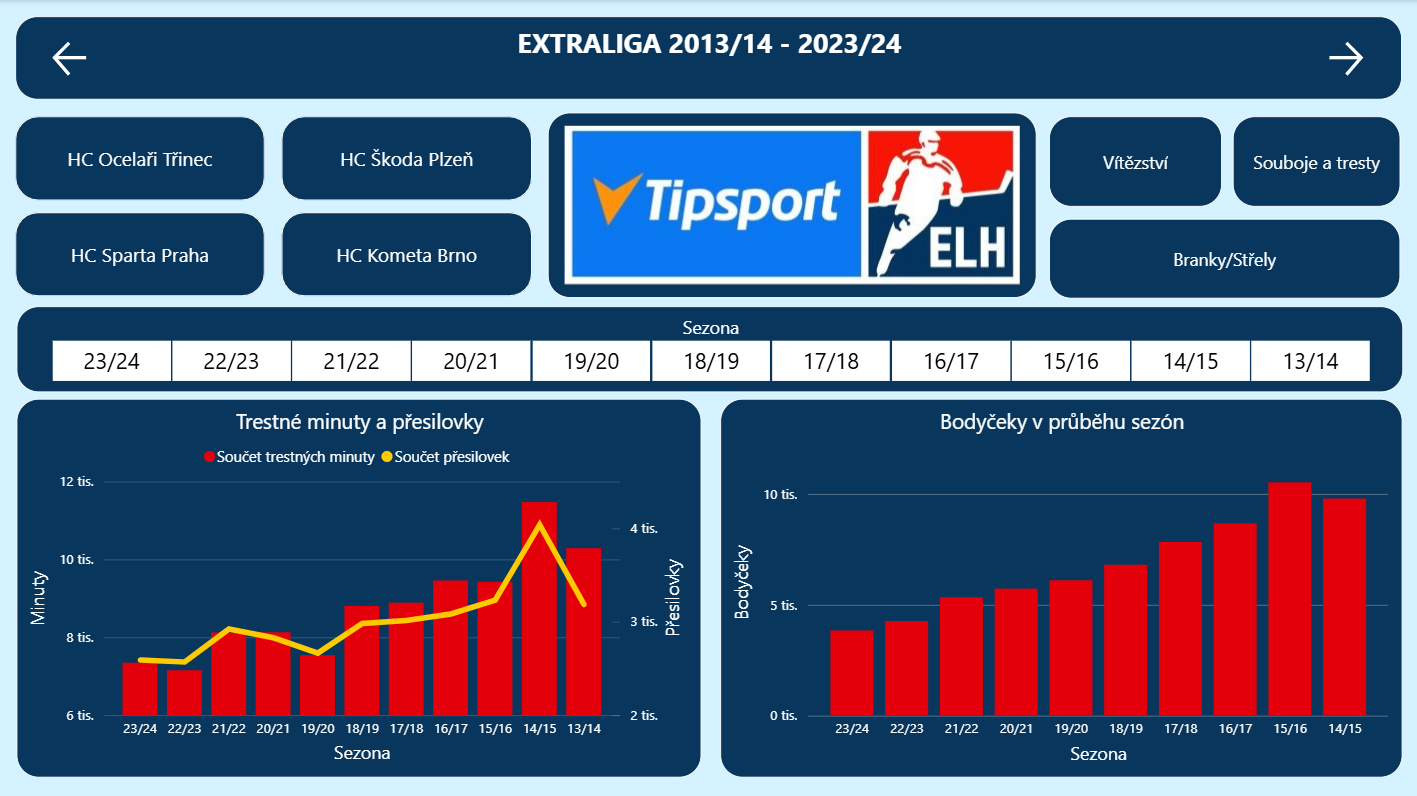 EXTRALIGA 2013/14 - 2023/24
HC Oceláři Třinec
HC Škoda Plzeň
HC Sparta Praha
HC Kometa Brno
Tipsport
ELH
Vítězství
Souboje a tresty
Branky/Střely
Sezona
23/24 22/23 21/22 20/21 19/20 18/19 17/18 16/17 15/16 14/15 13/14
Trestné minuty a přesilovky
Součet trestných minuty Součet přesilovek
12 tis.
10 tis.
8 tis.
6 tis.
Minuty
4 tis.
3 tis.
2 tis.
Přesilovky
23/24 22/23 21/22 20/21 19/20 18/19 17/18 16/17 15/16 14/15 13/14
Sezona
Bodyčeky v průběhu sezón
10 tis.
5 tis.
0 tis.
Bodyčeky
23/24 22/23 21/22 20/21 19/20 18/19 17/18 16/17 15/16 14/15
Sezona